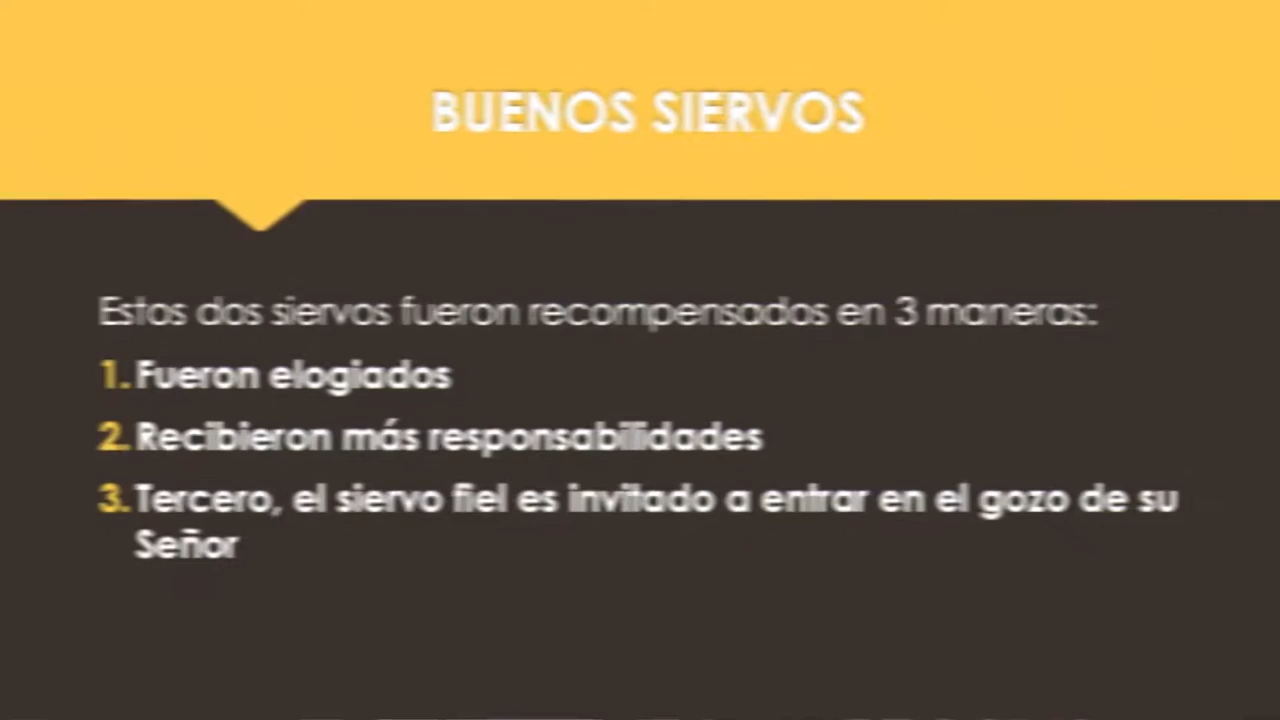 BUENOS SIERVOS
Estos dos siervos fueron recompensados en 3 maneras:
1. Fueron elogiados
2. Recibieron más responsabilidades
3. Tercero, el siervo fiel es invitado a entrar en el gozo de su
Señor